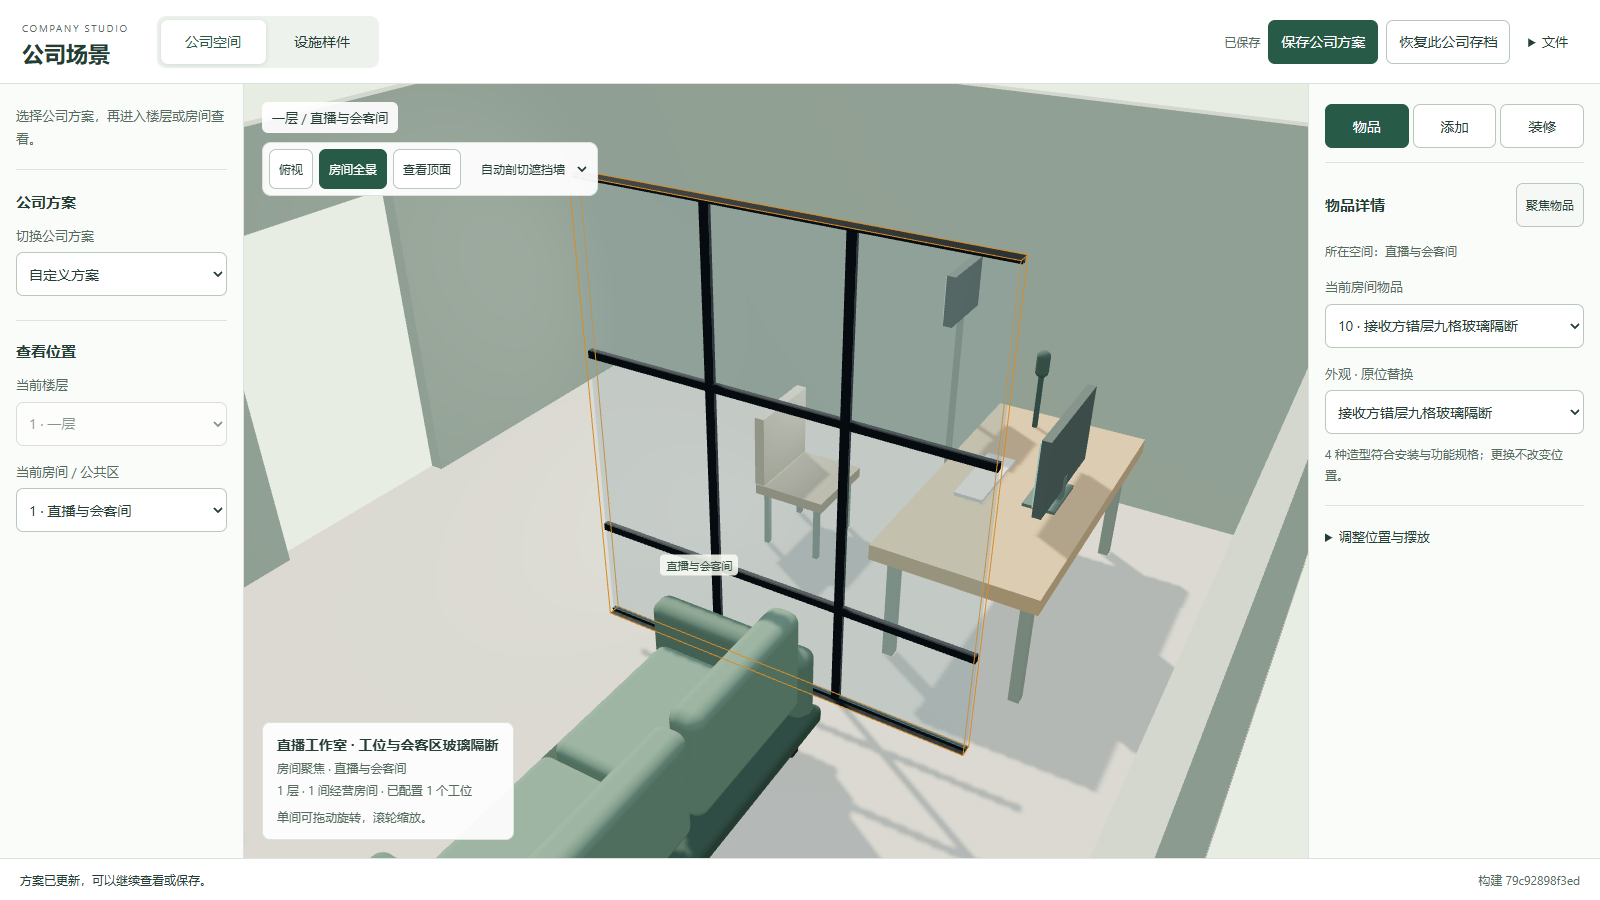 COMPANY STUDIO
公司场景
公司空间
设施样件
已保存
保存公司方案
恢复此公司存档
文件
选择公司方案，再进入楼层或房间查看。
公司方案
切换公司方案
自定义方案
查看位置
当前楼层
1 · 一层
当前房间 / 公共区
1 · 直播与会客间
一层 / 直播与会客间
俯视
房间全景
查看顶面
自动剖切遮挡墙
直播与会客间
直播工作室 · 工位与会客区玻璃隔断
房间聚焦 · 直播与会客间
1 层 · 1 间经营房间 · 已配置 1 个工位
单间可拖动旋转，滚轮缩放。
物品
添加
装修
物品详情
聚焦物品
所在空间：直播与会客间
当前房间物品
10 · 接收方错层九格玻璃隔断
外观 · 原位替换
接收方错层九格玻璃隔断
4 种造型符合安装与功能规格；更换不改变位置。
调整位置与摆放
方案已更新，可以继续查看或保存。
构建 79c92898f3ed